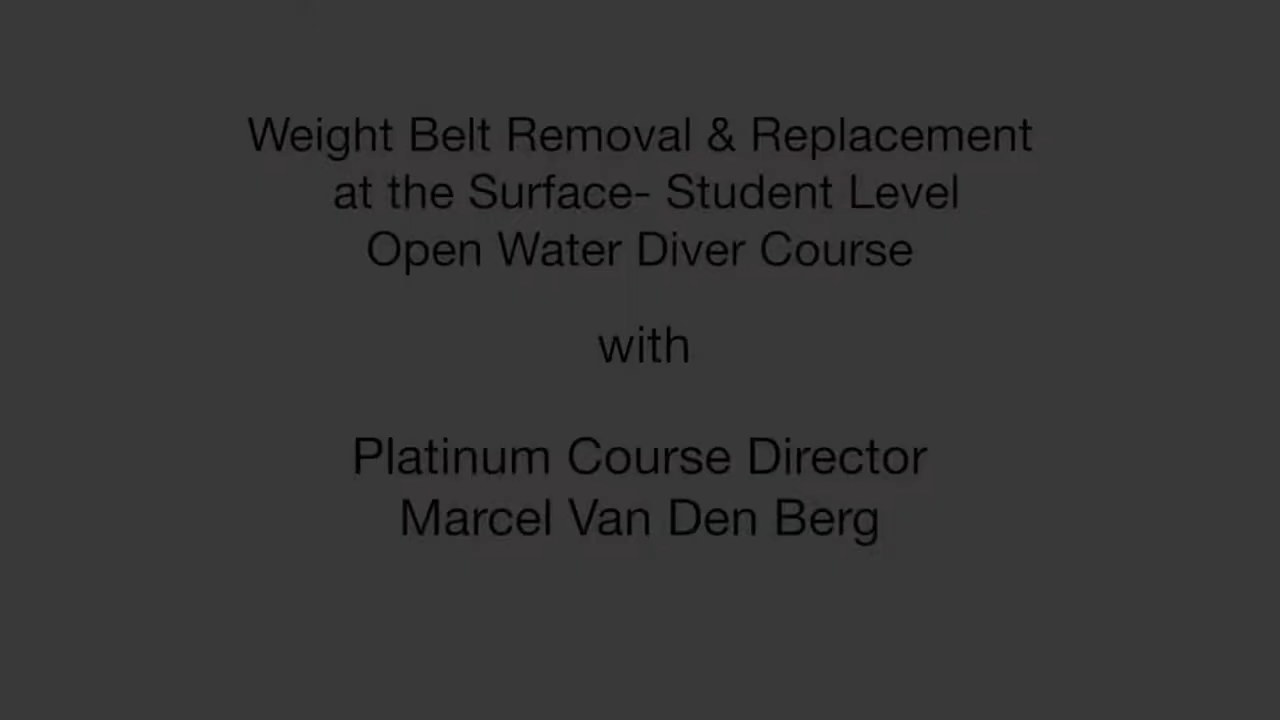 Weight Belt Removal & Replacement
at the Surface- Student Level
Open Water Diver Course
with
Platinum Course Director
Marcel Van Den Berg